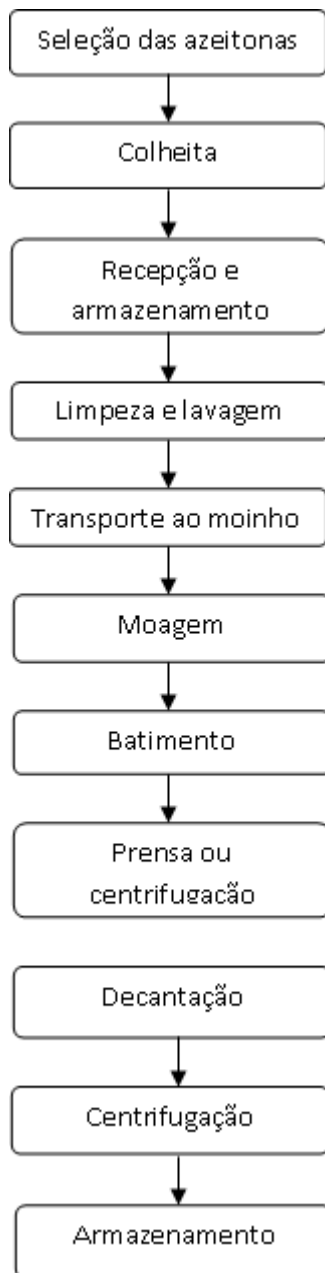 Seleção das azeitonas
Colheita
Recepção e
armazenamento
Limpeza e lavagem
Transporte ao moinho
Moagem
Batimento
Prensa ou
centrifugação
Decantação
Centrifugação
Armazenamento